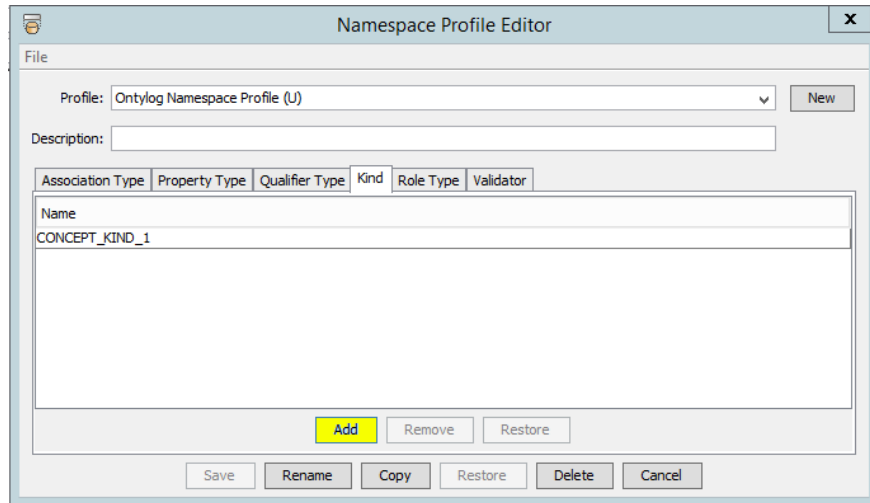 Namespace Profile Editor
x
File
Profile: Ontylog Namespace Profile (U) New
Description:
Association Type Property Type Qualifier Type Kind Role Type Validator
Name
CONCEPT_KIND_1
Add Remove Restore
Save Rename Copy Restore Delete Cancel